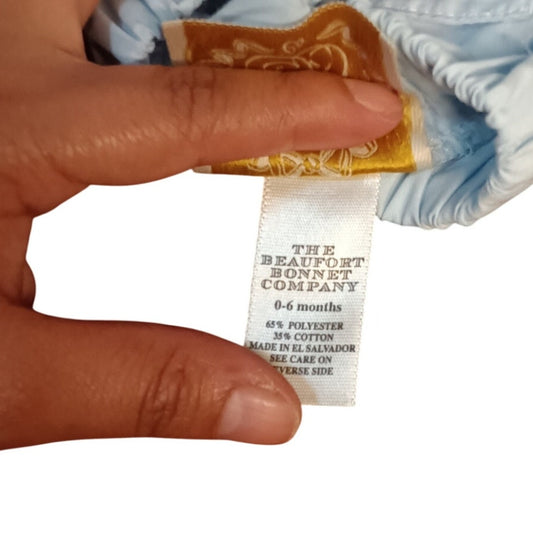 THE
BEAUFORT
BONNET
COMPANY
0-6 months
65% POLYESTER
35% COTTON
MADE IN EL SALVADOR
SEE CARE ON
EVERSE SIDE